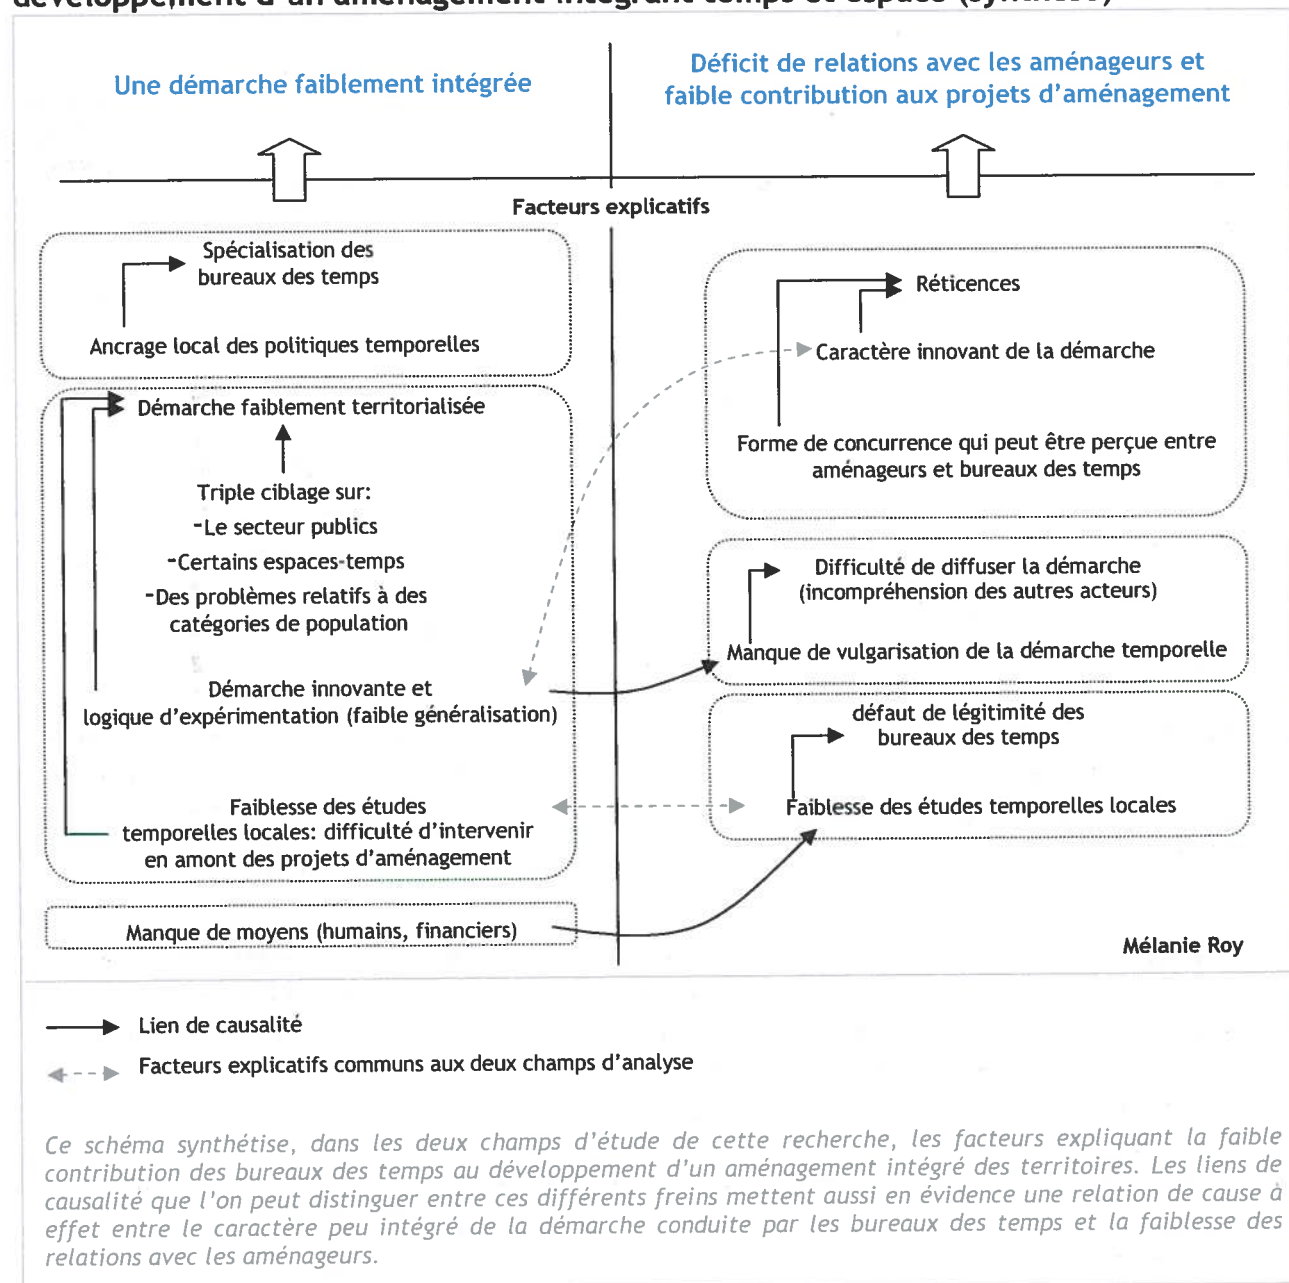 développement d'un aménagement intégrant temps et espace (synthèse)
Une démarche faiblement intégrée
Déficit de relations avec les aménageurs et
faible contribution aux projets d'aménagement
Facteurs explicatifs
Spécialisation des
bureaux des temps
Ancrage local des politiques temporelles
Démarche faiblement territorialisée
Triple ciblage sur:
-Le secteur publics
-Certains espaces-temps
-Des problèmes relatifs à des
catégories de population
Démarche innovante et
logique d'expérimentation (faible généralisation)
Faiblesse des études
temporelles locales: difficulté d'intervenir
en amont des projets d'aménagement
Manque de moyens (humains, financiers)
Réticences
Caractère innovant de la démarche
Forme de concurrence qui peut être perçue entre
aménageurs et bureaux des temps
Difficulté de diffuser la démarche
(incompréhension des autres acteurs)
Manque de vulgarisation de la démarche temporelle
défaut de légitimité des
bureaux des temps
Faiblesse des études temporelles locales
Mélanie Roy
Lien de causalité
Facteurs explicatifs communs aux deux champs d'analyse
Ce schéma synthétise, dans les deux champs d'étude de cette recherche, les facteurs expliquant la faible
contribution des bureaux des temps au développement d'un aménagement intégré des territoires. Les liens de
causalité que l'on peut distinguer entre ces différents freins mettent aussi en évidence une relation de cause à
effet entre le caractère peu intégré de la démarche conduite par les bureaux des temps et la faiblesse des
relations avec les aménageurs.